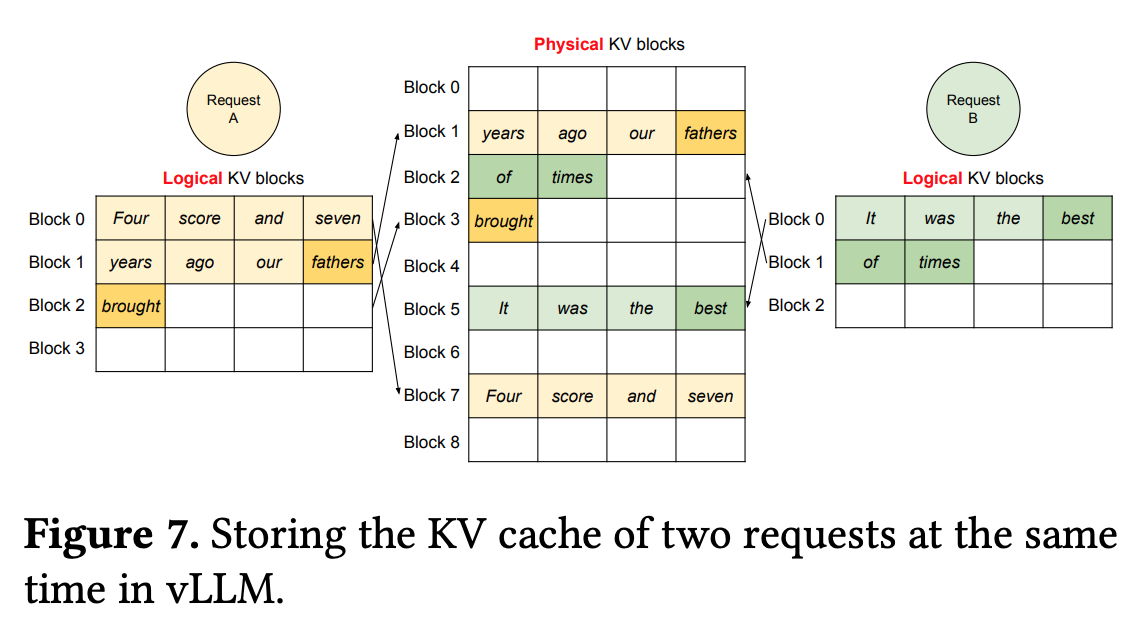 Physical KV blocks
Request
A
Logical KV blocks
Block 0 Four score and seven
Block 1 years ago our fathers
Block 2 brought
Block 3
Block 0
Block 1 years ago our fathers
Block 2 of times
Block 3 brought
Block 4
Block 5 It was the best
Block 6
Block 7 Four score and seven
Block 8
Request
B
Logical KV blocks
Block 0 It was the best
Block 1 of times
Block 2
Figure 7. Storing the KV cache of two requests at the same
time in vLLM.